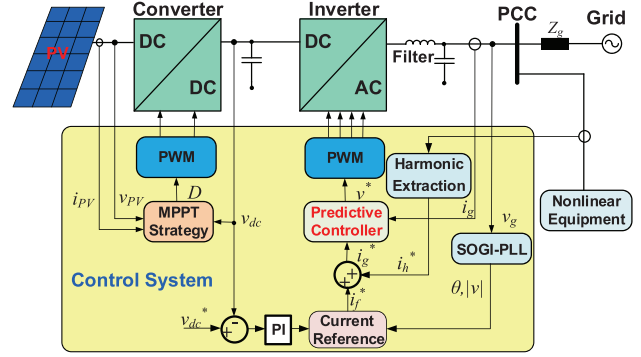 Converter
Inverter
PCC
Grid
PV
DC
DC
DC
AC
Filter
Z_g
PWM
PWM
Harmonic
Extraction
Nonlinear
Equipment
i_PV
v_PV
D
MPPT
Strategy
v_dc
v*
Predictive
Controller
i_g
v_g
SOGI-PLL
i_g*
i_h*
Control System
θ,|v|
i_f*
v_dc*
+
-
PI
+
+
Current
Reference